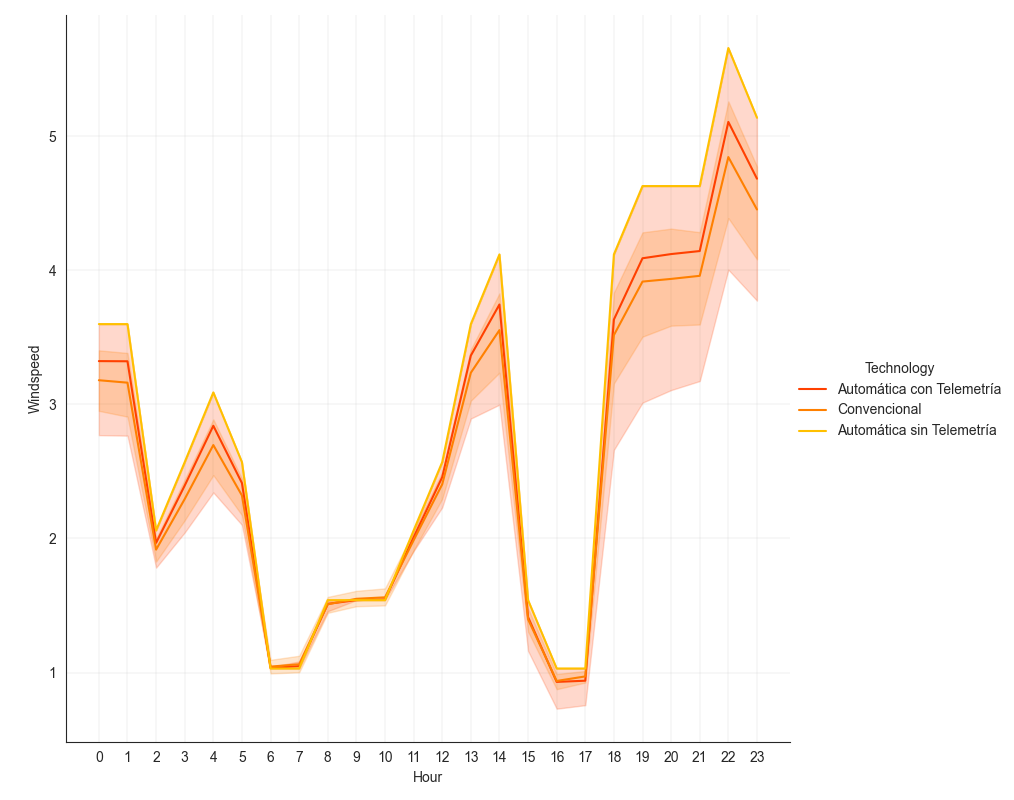 5
4
3
2
1
Windspeed
0 1 2 3 4 5 6 7 8 9 10 11 12 13 14 15 16 17 18 19 20 21 22 23
Hour
Technology
Automática con Telemetría
Convencional
Automática sin Telemetría